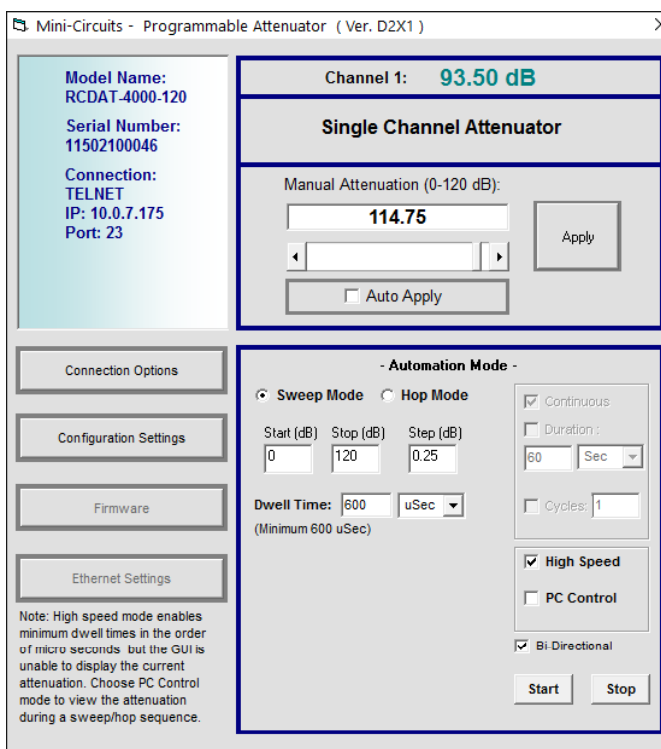 Mini-Circuits - Programmable Attenuator ( Ver. D2X1 )
Model Name:
RCDAT-4000-120
Serial Number:
11502100046
Connection:
TELNET
IP: 10.0.7.175
Port: 23
Channel 1: 93.50 dB
Single Channel Attenuator
Manual Attenuation (0-120 dB):
114.75
Apply
Auto Apply
Connection Options
Configuration Settings
Firmware
Ethernet Settings
Note: High speed mode enables
minimum dwell times in the order
of micro seconds but the GUI is
unable to display the current
attenuation. Choose PC Control
mode to view the attenuation
during a sweep/hop sequence.
- Automation Mode -
Sweep Mode Hop Mode
Start (dB) Stop (dB) Step (dB)
0 120 0.25
Dwell Time: 600 uSec
(Minimum 600 uSec)
Continuous
Duration :
60 Sec
Cycles: 1
High Speed
PC Control
Bi-Directional
Start Stop